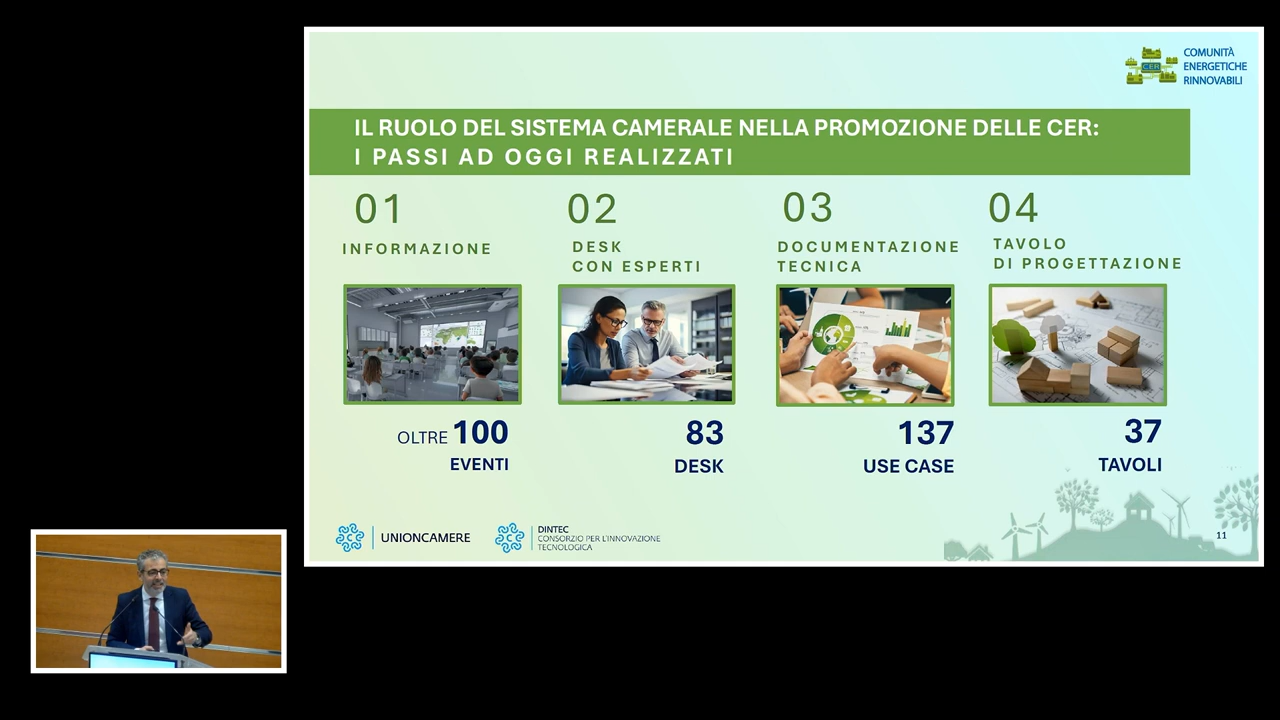 COMUNITÀ
ENERGETICHE
RINNOVABILI
CER
IL RUOLO DEL SISTEMA CAMERALE NELLA PROMOZIONE DELLE CER:
I PASSI AD OGGI REALIZZATI
01
INFORMAZIONE
OLTRE 100
EVENTI
02
DESK
CON ESPERTI
83
DESK
03
DOCUMENTAZIONE
TECNICA
137
USE CASE
04
TAVOLO
DI PROGETTAZIONE
37
TAVOLI
UNIONCAMERE
DINTEC
CONSORZIO PER L'INNOVAZIONE
TECNOLOGICA
11